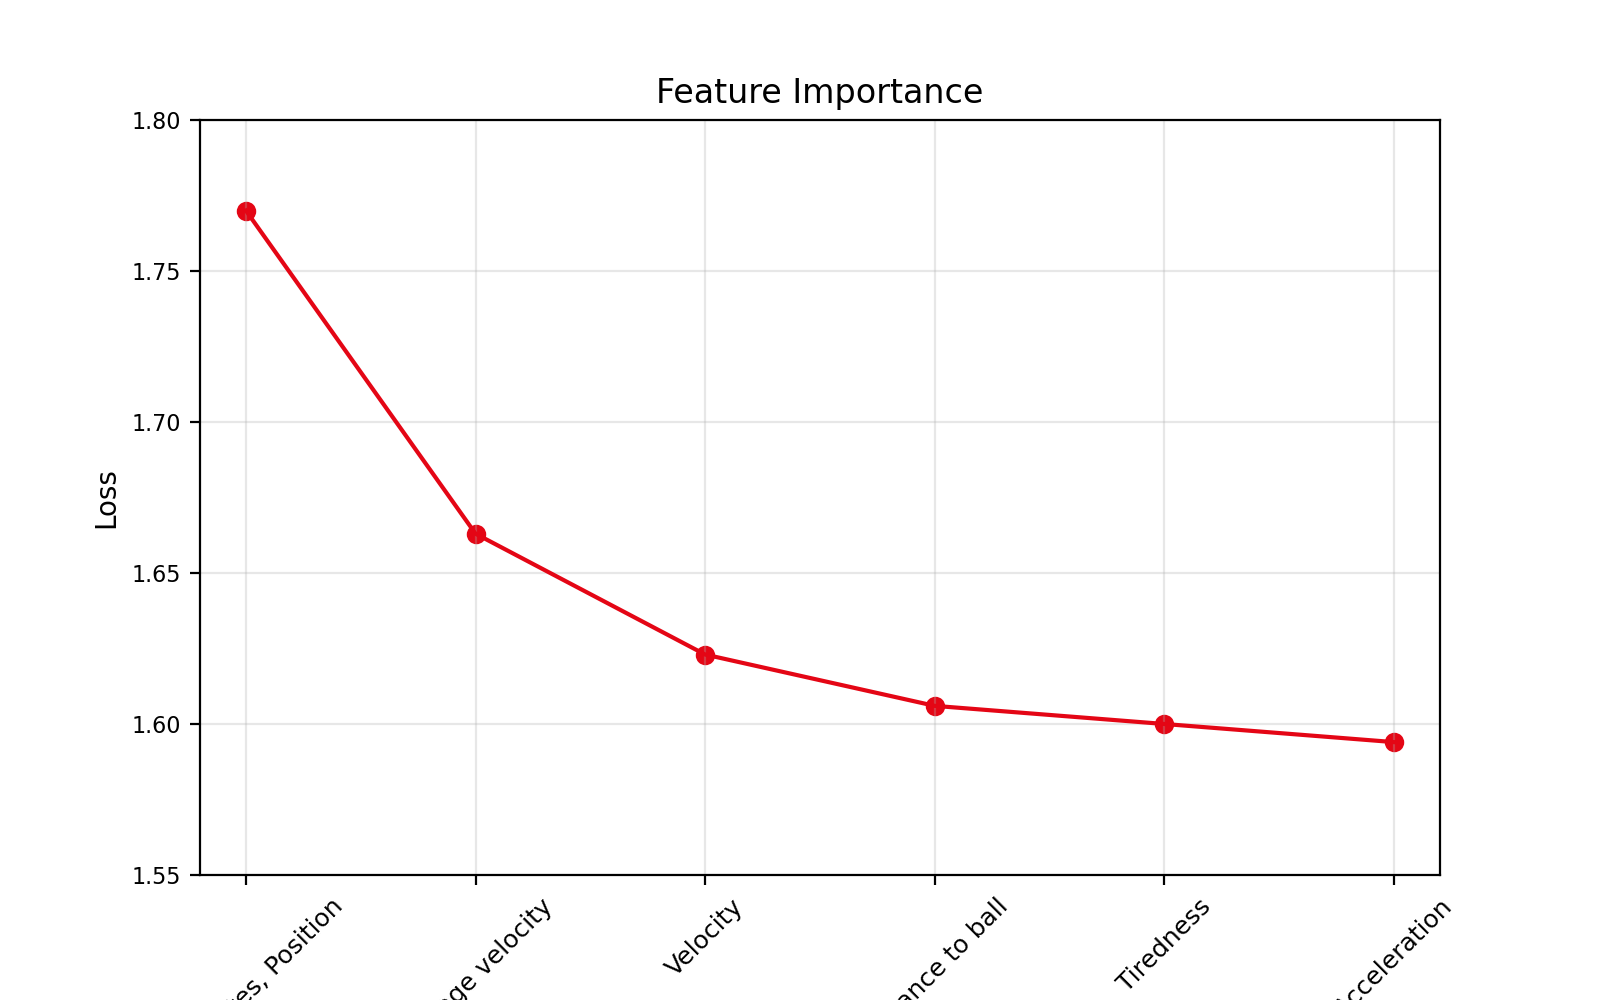 Feature Importance
1.80
1.75
1.70
1.65
1.60
1.55
Loss
Position
velocity
Velocity
to ball
Tiredness
Acceleration